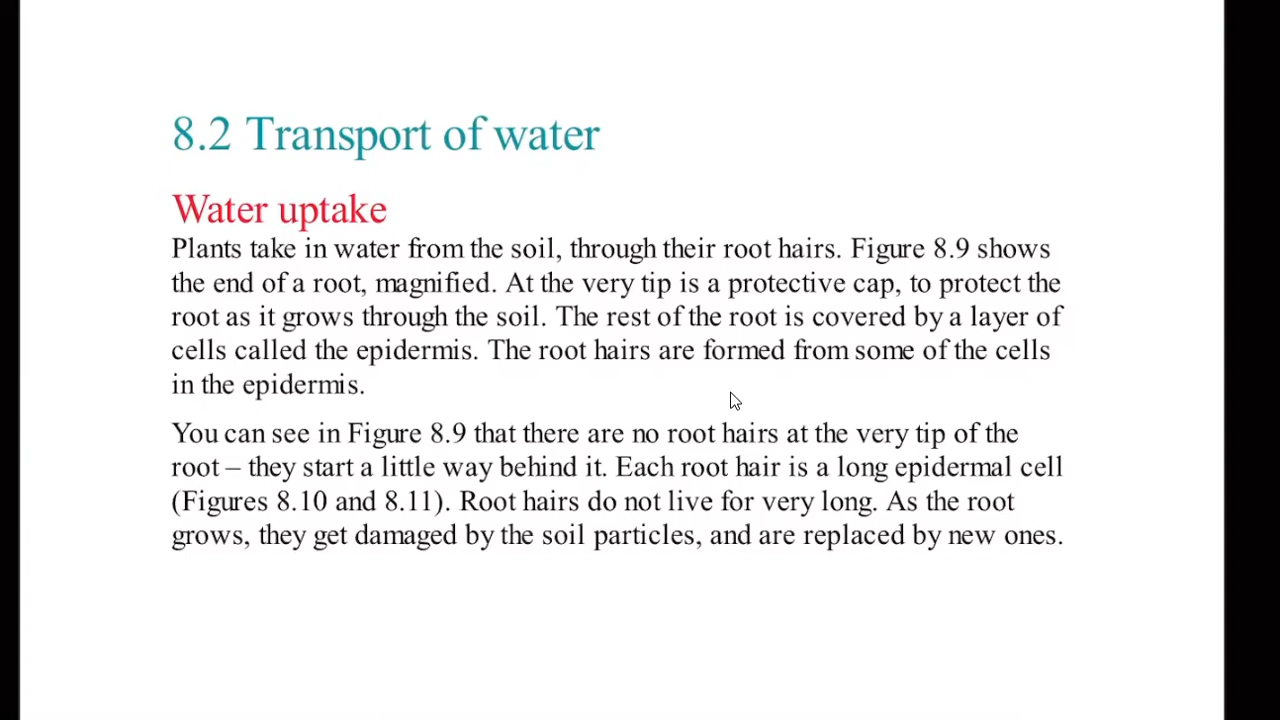 8.2 Transport of water
Water uptake
Plants take in water from the soil, through their root hairs. Figure 8.9 shows
the end of a root, magnified. At the very tip is a protective cap, to protect the
root as it grows through the soil. The rest of the root is covered by a layer of
cells called the epidermis. The root hairs are formed from some of the cells
in the epidermis.
You can see in Figure 8.9 that there are no root hairs at the very tip of the
root – they start a little way behind it. Each root hair is a long epidermal cell
(Figures 8.10 and 8.11). Root hairs do not live for very long. As the root
grows, they get damaged by the soil particles, and are replaced by new ones.